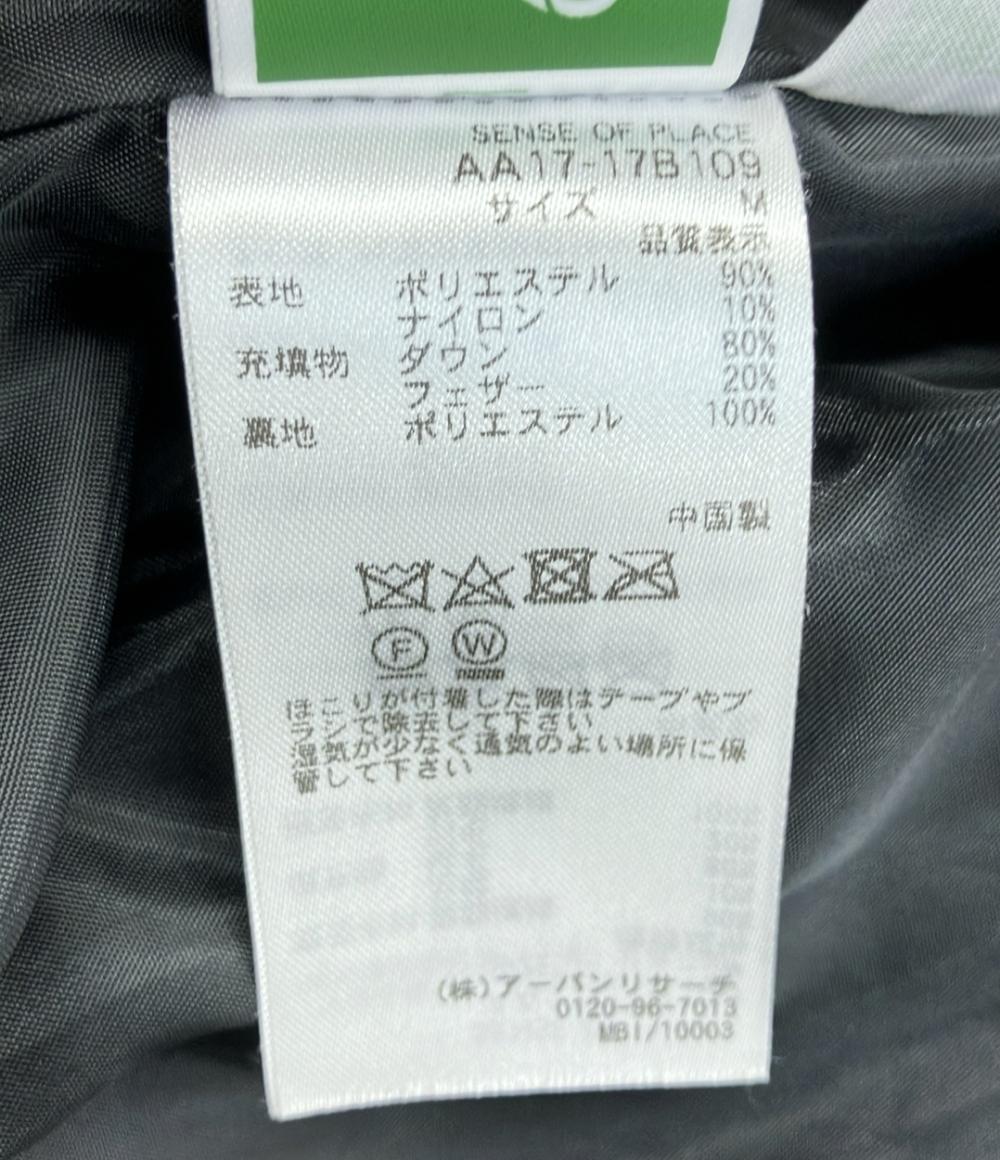 SENSE OF PLACE
AA17-17B109
サイズ M
品質表示
表地 ポリエステル 90%
ナイロン 10%
充填物 ダウン 80%
フェザー 20%
裏地 ポリエステル 100%
中国製
F W
ほこりが付着した際はテープやブ
ラシで除去して下さい
湿気が少なく通気のよい場所に保
管して下さい
(株)アーバンリサーチ
0120-96-7013
MBI/10003